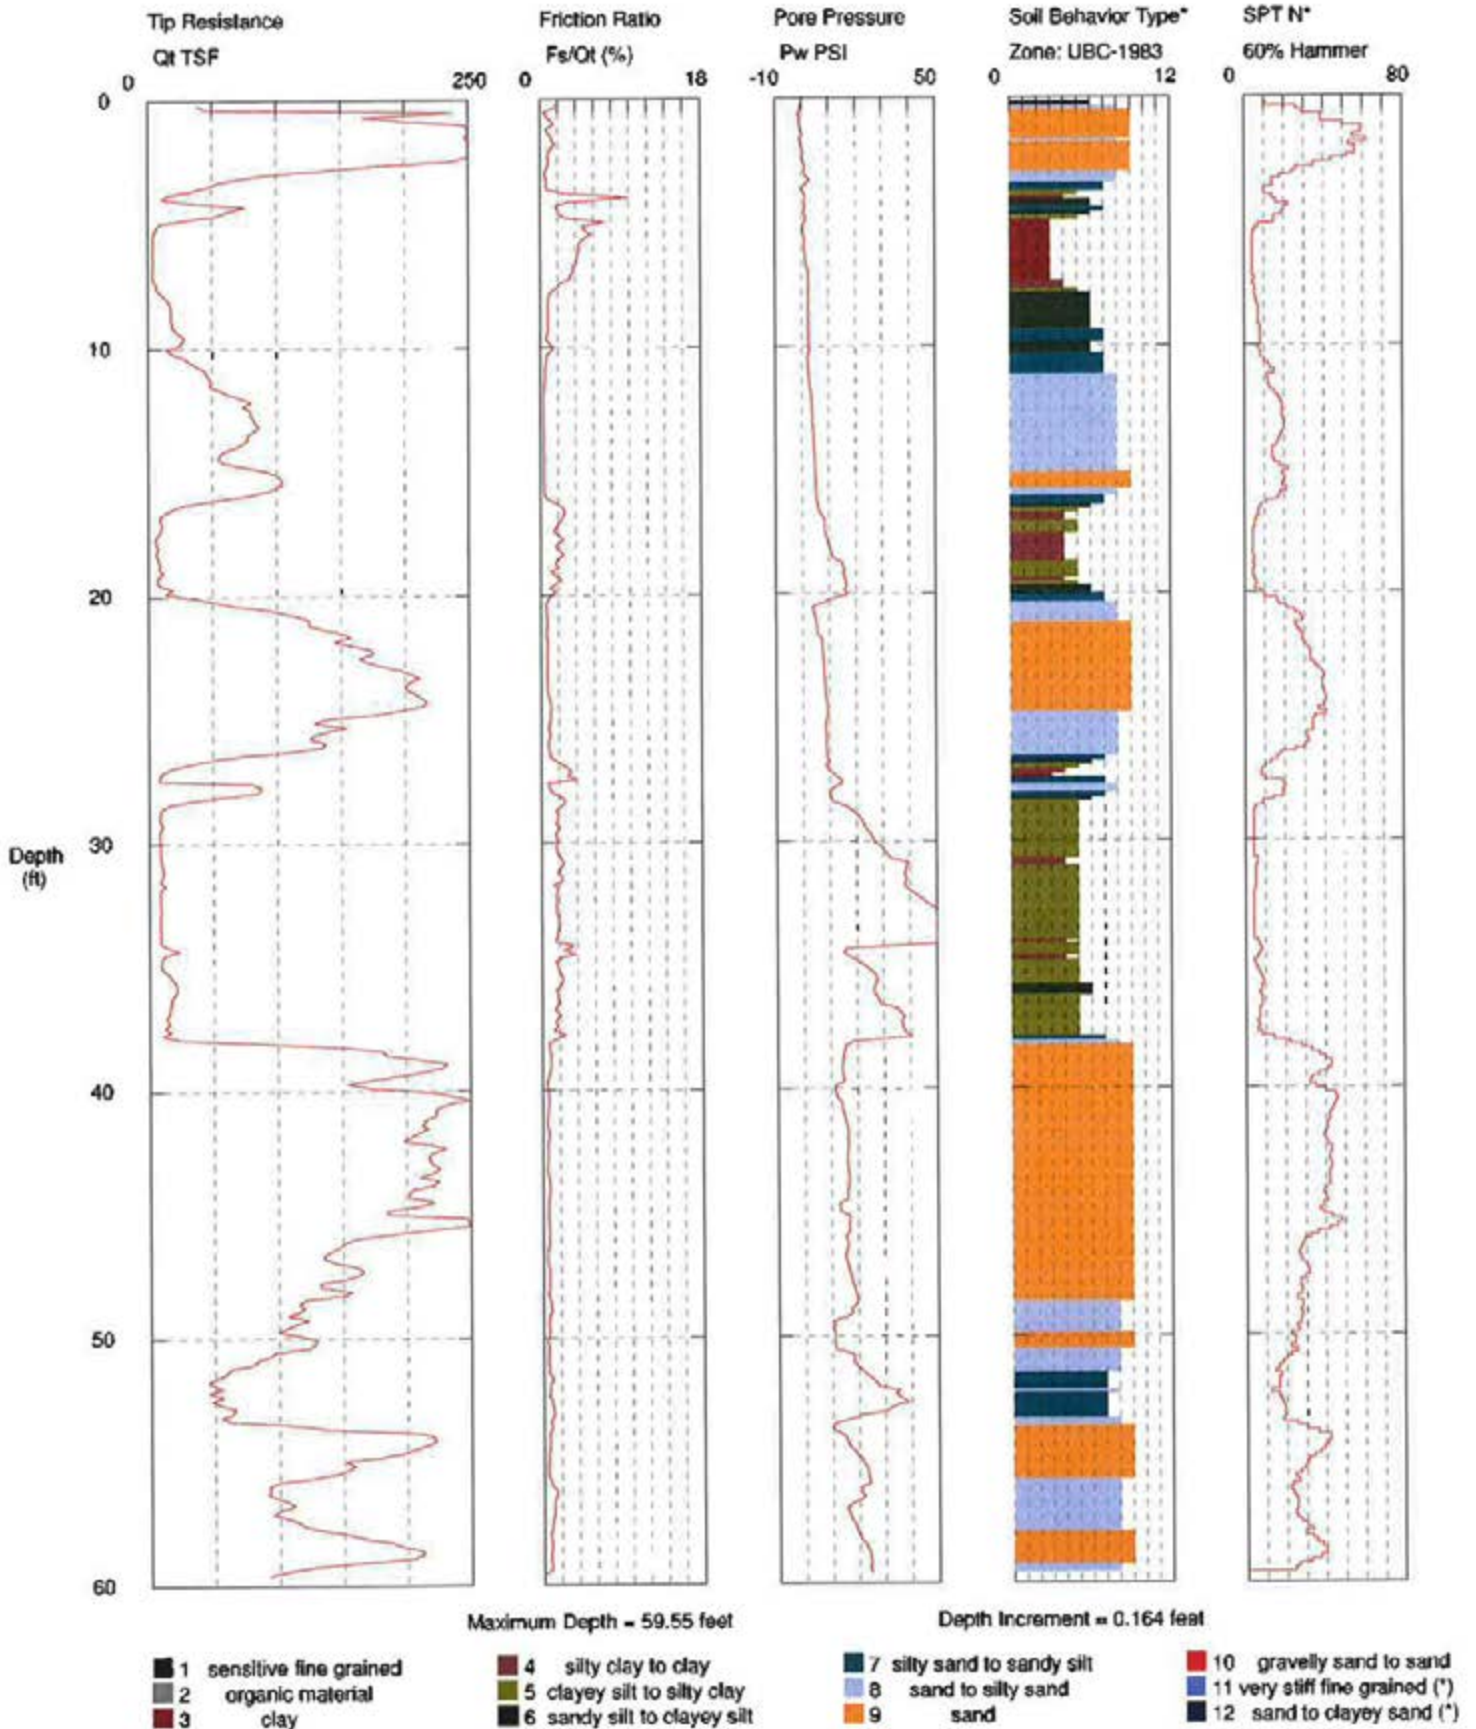 Tip Resistance
Qt TSF
0 250
Friction Ratio
Fs/Qt (%)
0 18
Pore Pressure
Pw PSI
-10 50
Soil Behavior Type*
Zone: UBC-1983
0 12
SPT N*
60% Hammer
0 80
0
10
20
30
40
50
60
Depth
(ft)
Maximum Depth = 59.55 feet
Depth Increment = 0.164 feet
1 sensitive fine grained
2 organic material
3 clay
4 silty clay to clay
5 clayey silt to silty clay
6 sandy silt to clayey silt
7 silty sand to sandy silt
8 sand to silty sand
9 sand
10 gravelly sand to sand
11 very stiff fine grained (*)
12 sand to clayey sand (*)